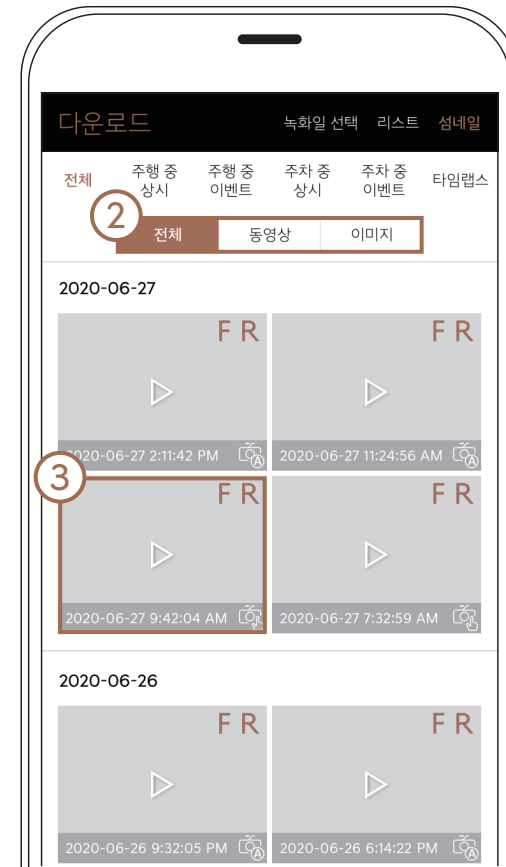 다운로드 녹화일 선택 리스트 섬네일
전체 주행 중 상시 주행 중 이벤트 주차 중 상시 주차 중 이벤트 타임랩스
②
전체 동영상 이미지
2020-06-27
F R F R
2020-06-27 2:11:42 PM A 2020-06-27 11:24:56 AM A
③
F R F R
2020-06-27 9:42:04 AM 2020-06-27 7:32:59 AM
2020-06-26
F R F R
2020-06-26 9:32:05 PM A 2020-06-26 6:14:22 PM A